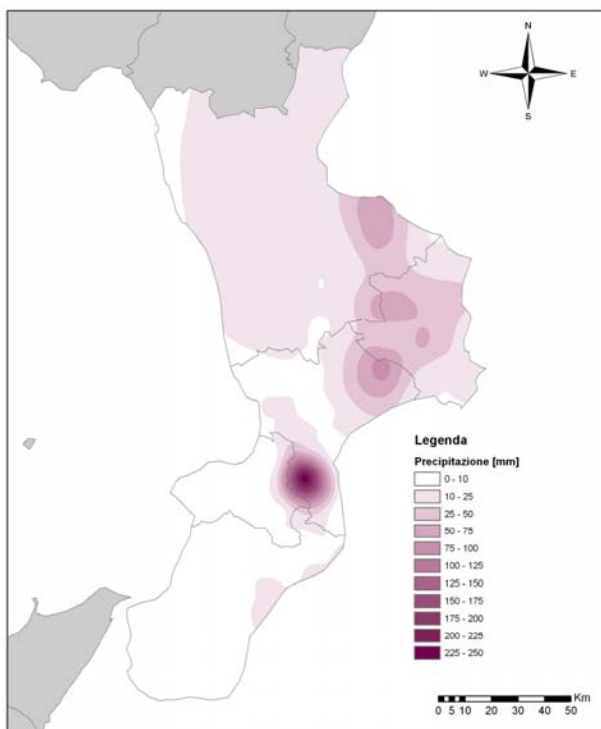 N
W E
S
Legenda
Precipitazione [mm]
0 - 10
10 - 25
25 - 50
50 - 75
75 - 100
100 - 125
125 - 150
150 - 175
175 - 200
200 - 225
225 - 250
Km
0 5 10 20 30 40 50